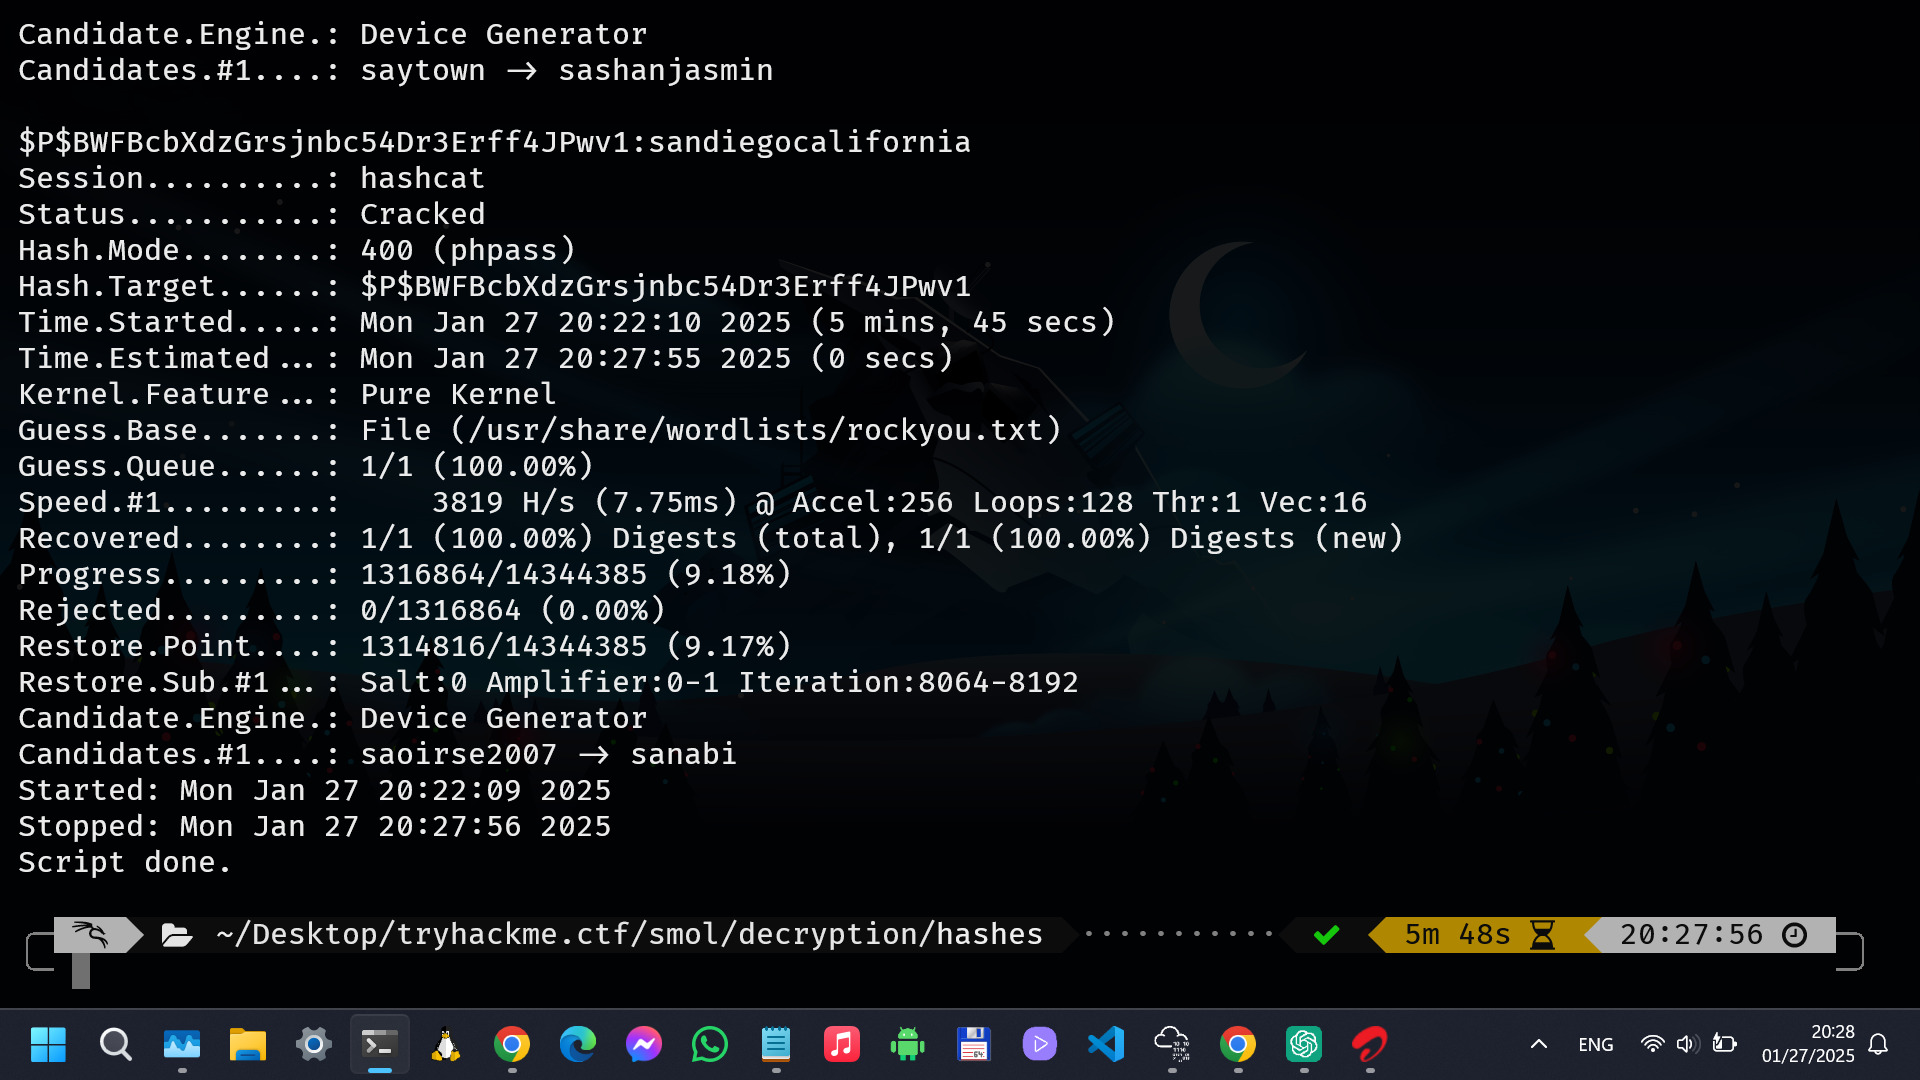 Candidate.Engine.: Device Generator
Candidates.#1....: saytown -> sashanjasmin
$P$BWFBcbXdzGrsjnbc54Dr3Erff4JPwv1:sandiegocalifornia
Session..........: hashcat
Status...........: Cracked
Hash.Mode........: 400 (phpass)
Hash.Target......: $P$BWFBcbXdzGrsjnbc54Dr3Erff4JPwv1
Time.Started.....: Mon Jan 27 20:22:10 2025 (5 mins, 45 secs)
Time.Estimated...: Mon Jan 27 20:27:55 2025 (0 secs)
Kernel.Feature...: Pure Kernel
Guess.Base.......: File (/usr/share/wordlists/rockyou.txt)
Guess.Queue......: 1/1 (100.00%)
Speed.#1.........:     3819 H/s (7.75ms) @ Accel:256 Loops:128 Thr:1 Vec:16
Recovered........: 1/1 (100.00%) Digests (total), 1/1 (100.00%) Digests (new)
Progress.........: 1316864/14344385 (9.18%)
Rejected.........: 0/1316864 (0.00%)
Restore.Point....: 1314816/14344385 (9.17%)
Restore.Sub.#1...: Salt:0 Amplifier:0-1 Iteration:8064-8192
Candidate.Engine.: Device Generator
Candidates.#1....: saoirse2007 -> sanabi
Started: Mon Jan 27 20:22:09 2025
Stopped: Mon Jan 27 20:27:56 2025
Script done.
~/Desktop/tryhackme.ctf/smol/decryption/hashes ··········· 5m 48s 20:27:56
ENG
20:28
01/27/2025